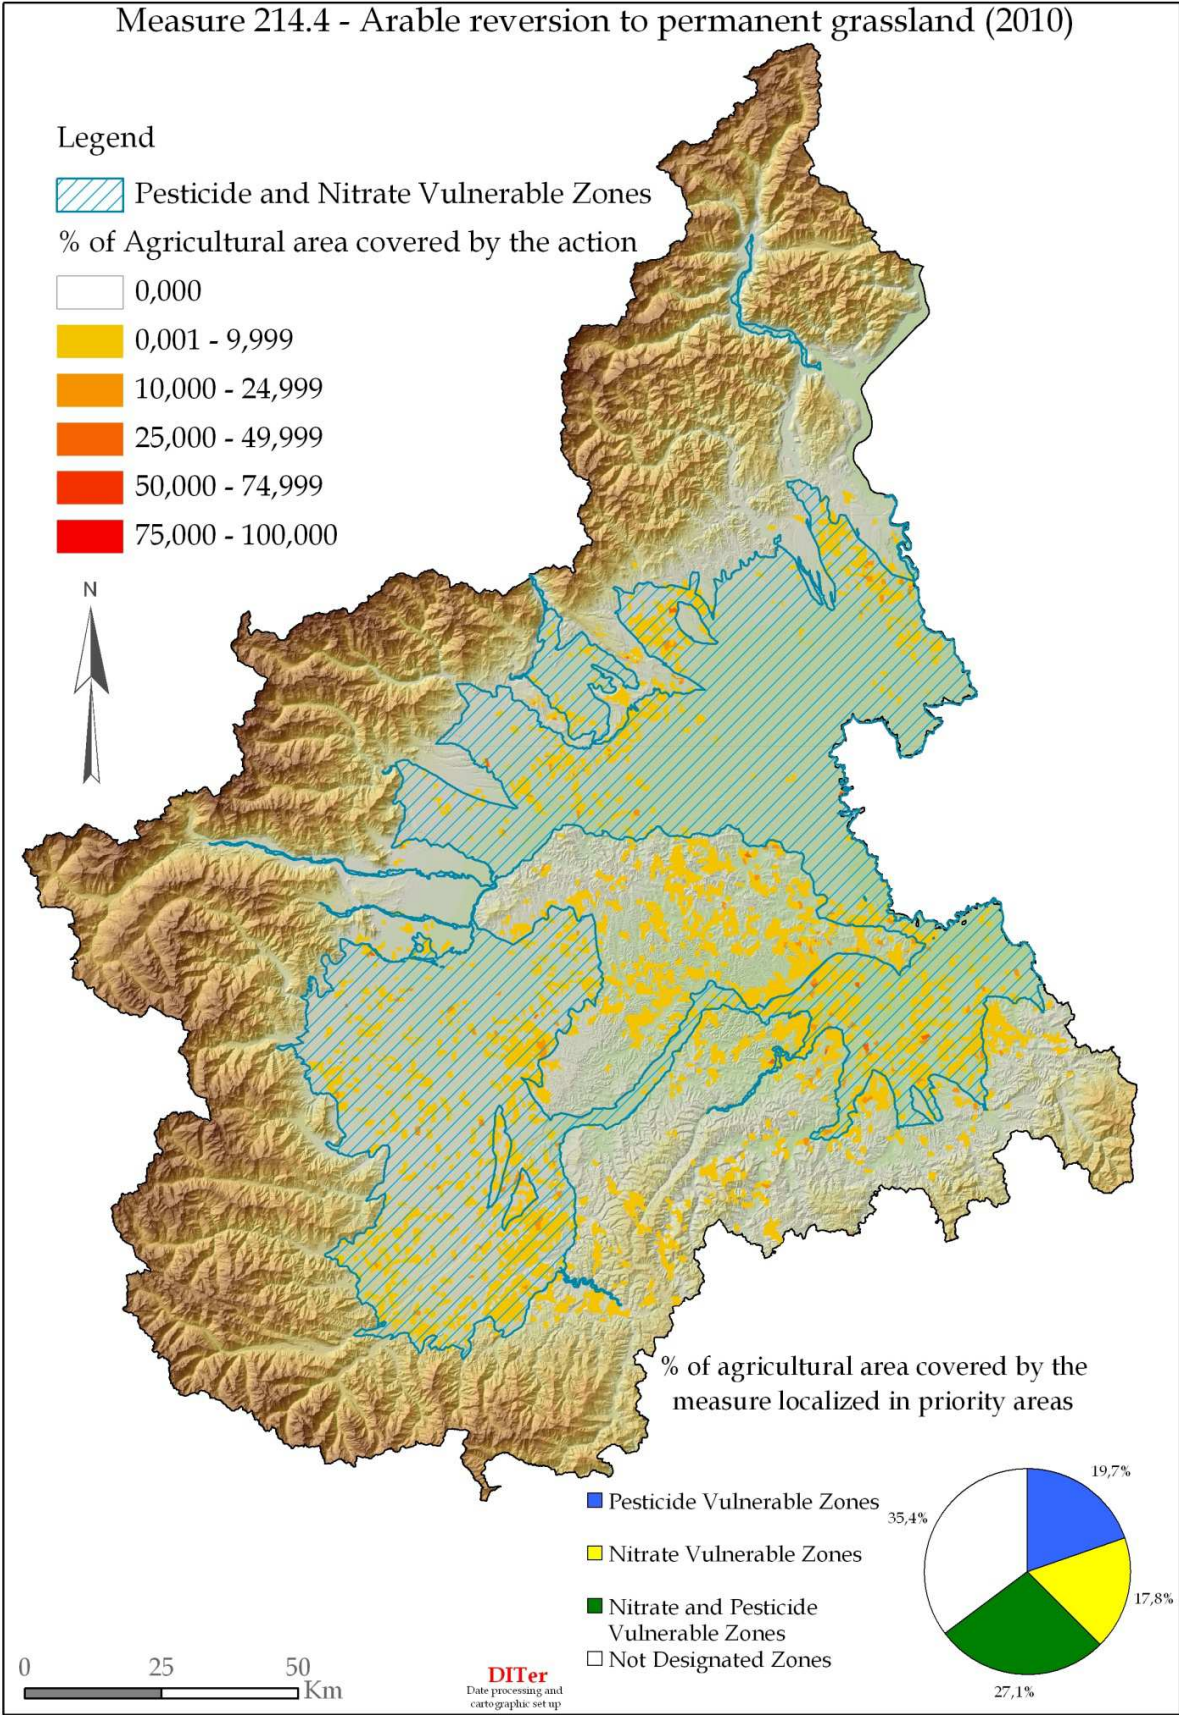 Measure 214.4 - Arable reversion to permanent grassland (2010)
Legend
Pesticide and Nitrate Vulnerable Zones
% of Agricultural area covered by the action
0,000
0,001 - 9,999
10,000 - 24,999
25,000 - 49,999
50,000 - 74,999
75,000 - 100,000
N
% of agricultural area covered by the
measure localized in priority areas
Pesticide Vulnerable Zones
Nitrate Vulnerable Zones
Nitrate and Pesticide
Vulnerable Zones
Not Designated Zones
19,7%
35,4%
17,8%
27,1%
0 25 50
Km
DITer
Date processing and
cartographic set up